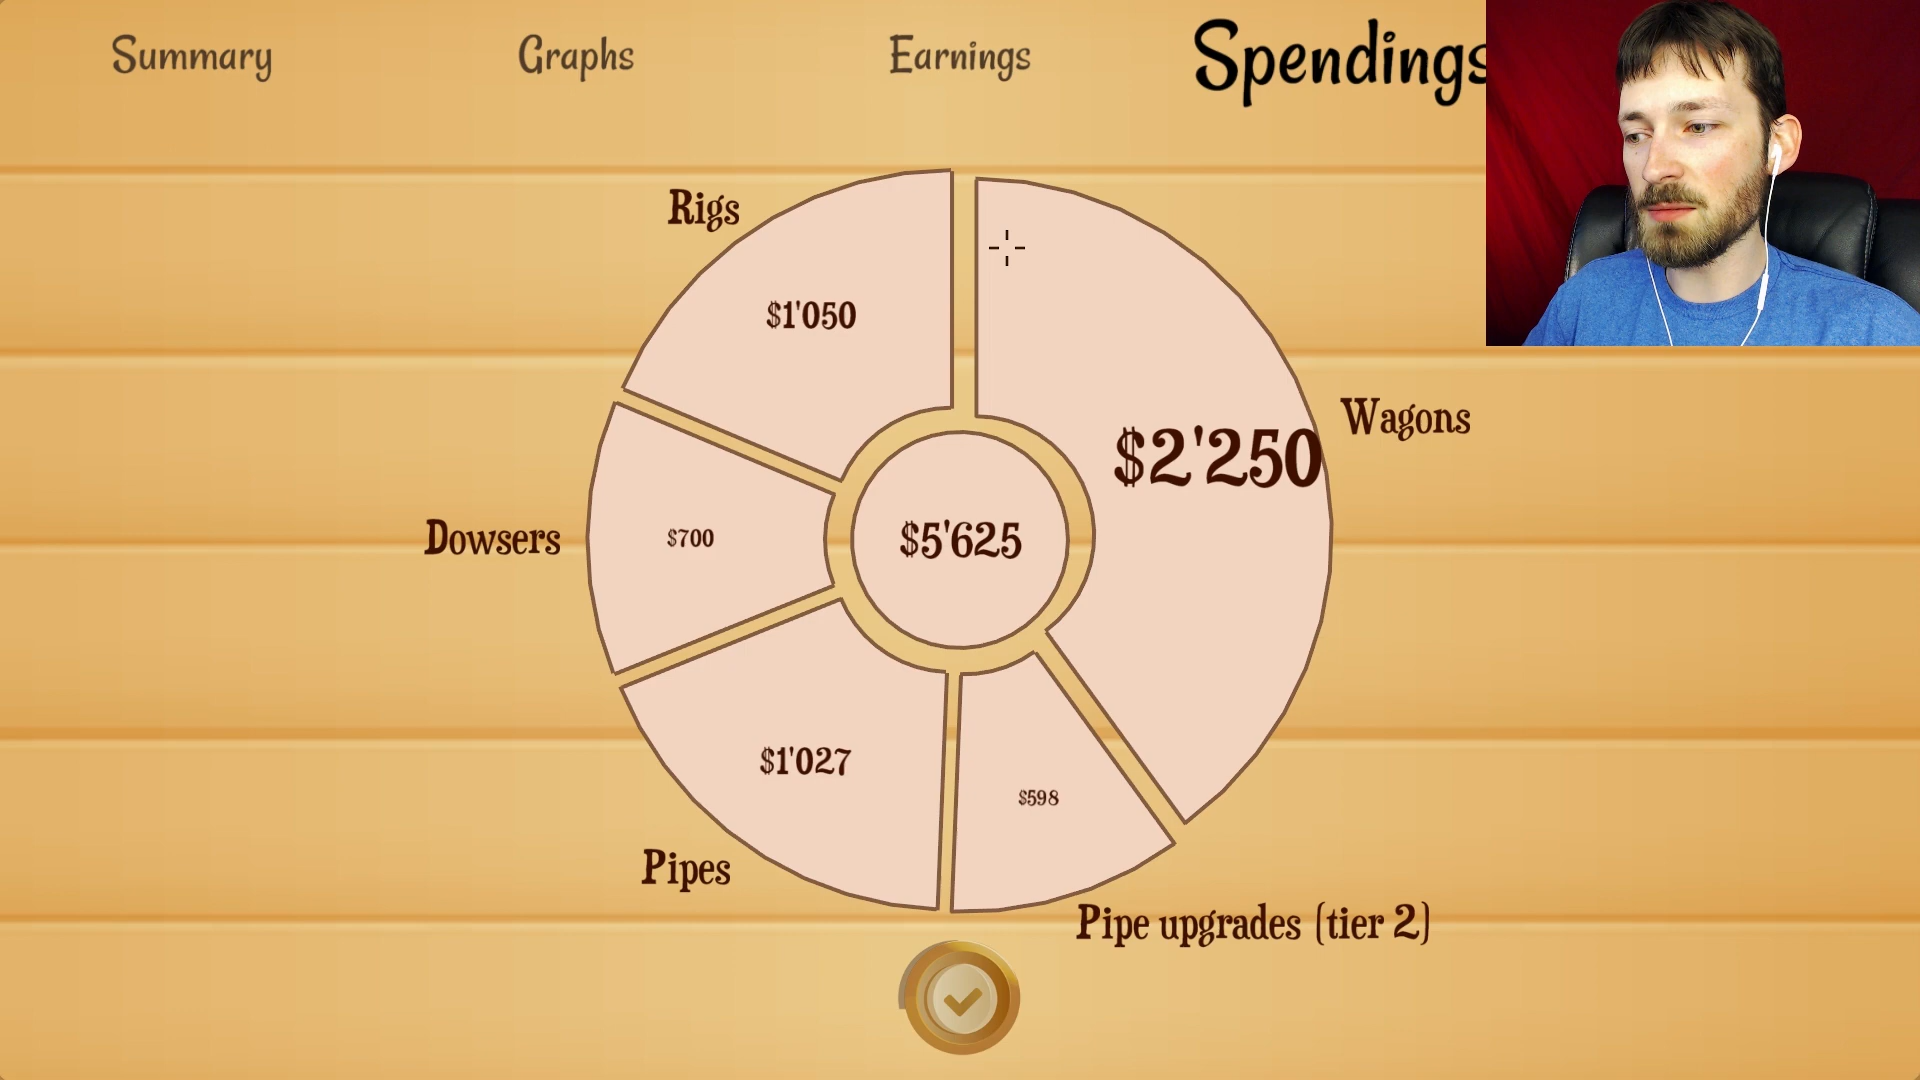 Summary
Graphs
Earnings
Spendings
Rigs
$1'050
Wagons
$2'250
Dowsers
$700
$5'625
$1'027
$598
Pipes
Pipe upgrades (tier 2)